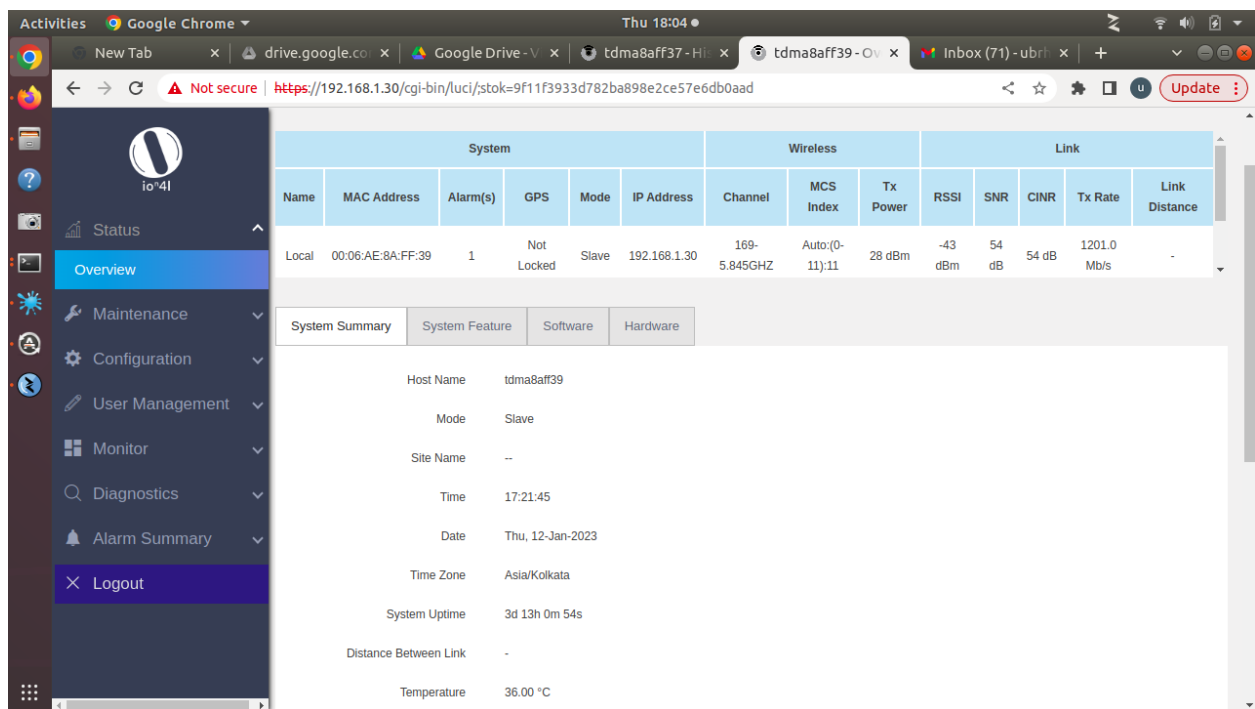 Activities Google Chrome Thu 18:04
New Tab drive.google.co Google Drive - V tdma8aff37 - His tdma8aff39 - Ov Inbox (71) - ubrh
Not secure https://192.168.1.30/cgi-bin/luci/;stok=9f11f3933d782ba898e2ce57e6db0aad u Update
ioⁿ4l
Status
Overview
Maintenance
Configuration
User Management
Monitor
Diagnostics
Alarm Summary
Logout
System Wireless Link
Name MAC Address Alarm(s) GPS Mode IP Address Channel MCS Index Tx Power RSSI SNR CINR Tx Rate Link Distance
Local 00:06:AE:8A:FF:39 1 Not Locked Slave 192.168.1.30 169-5.845GHZ Auto:(0-11):11 28 dBm -43 dBm 54 dB 54 dB 1201.0 Mb/s -
System Summary System Feature Software Hardware
Host Name tdma8aff39
Mode Slave
Site Name --
Time 17:21:45
Date Thu, 12-Jan-2023
Time Zone Asia/Kolkata
System Uptime 3d 13h 0m 54s
Distance Between Link -
Temperature 36.00 °C